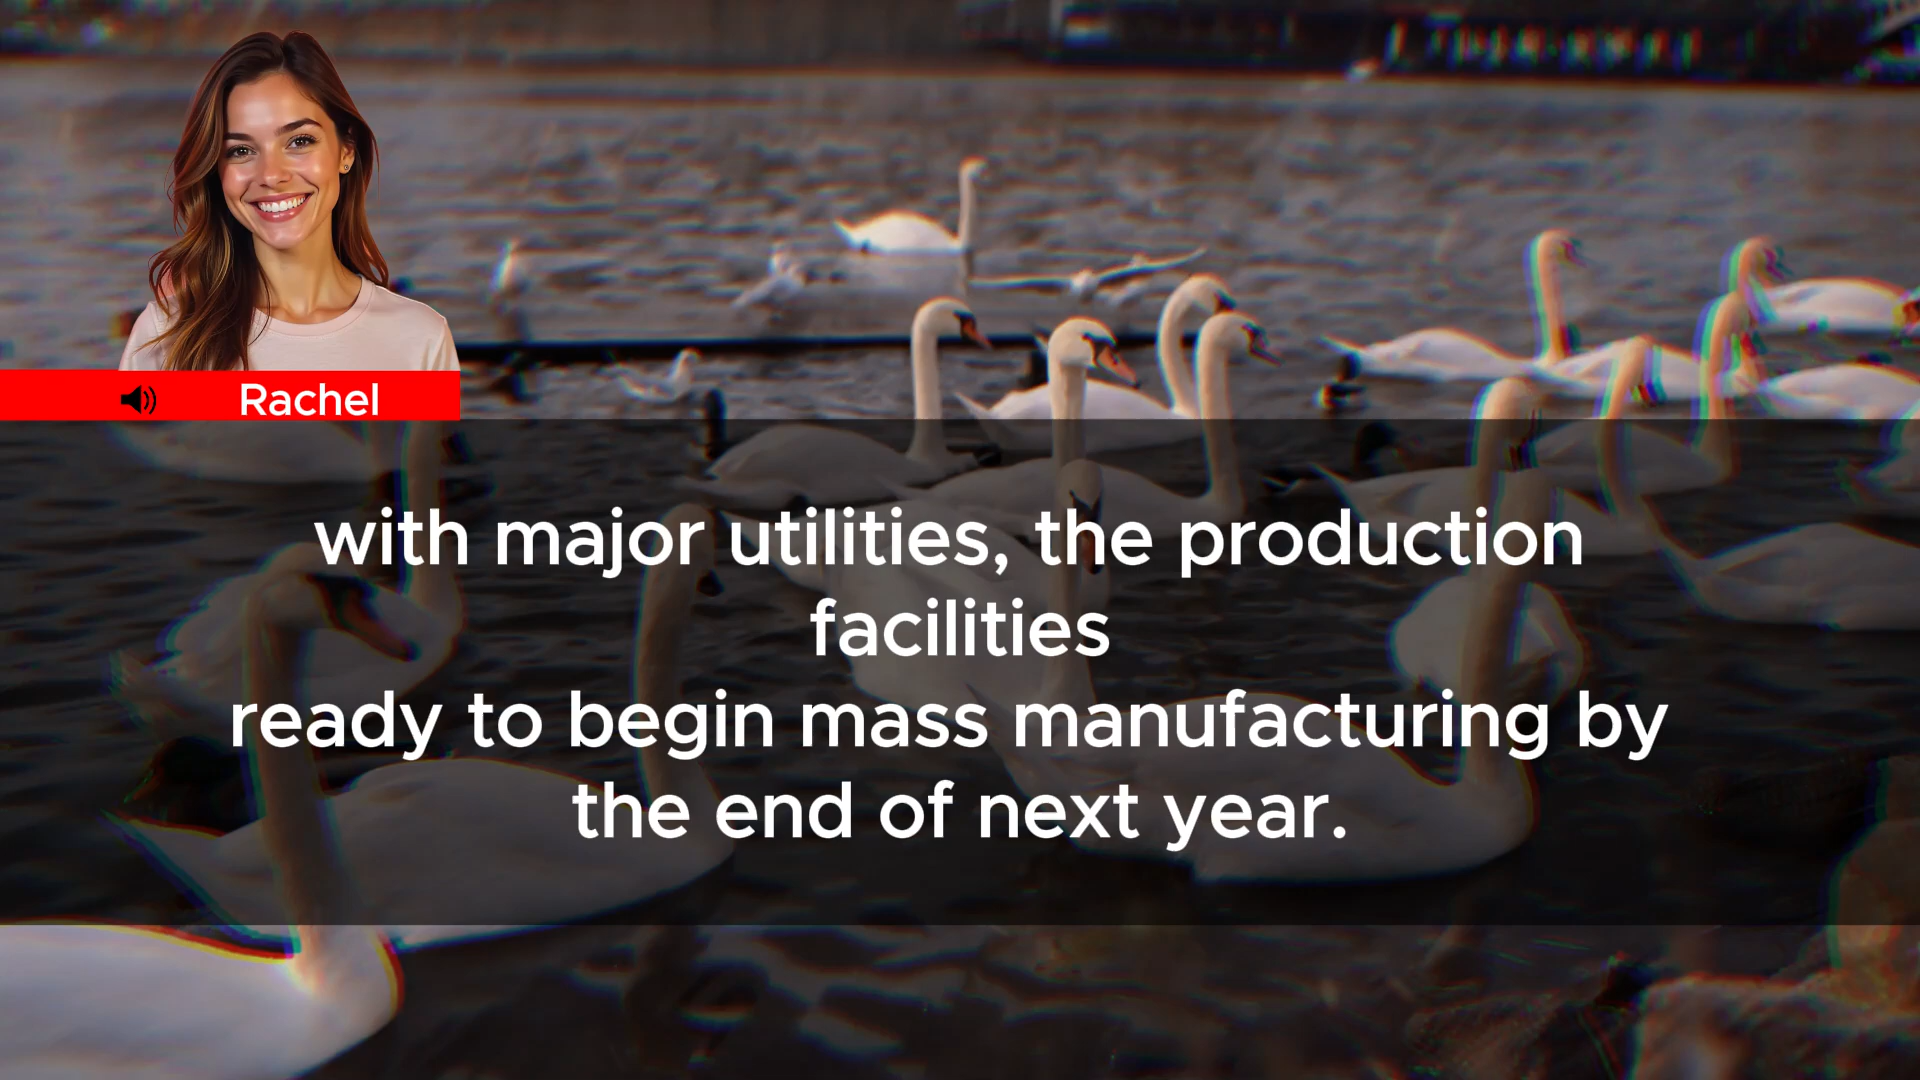 Rachel
with major utilities, the production
facilities
ready to begin mass manufacturing by
the end of next year.